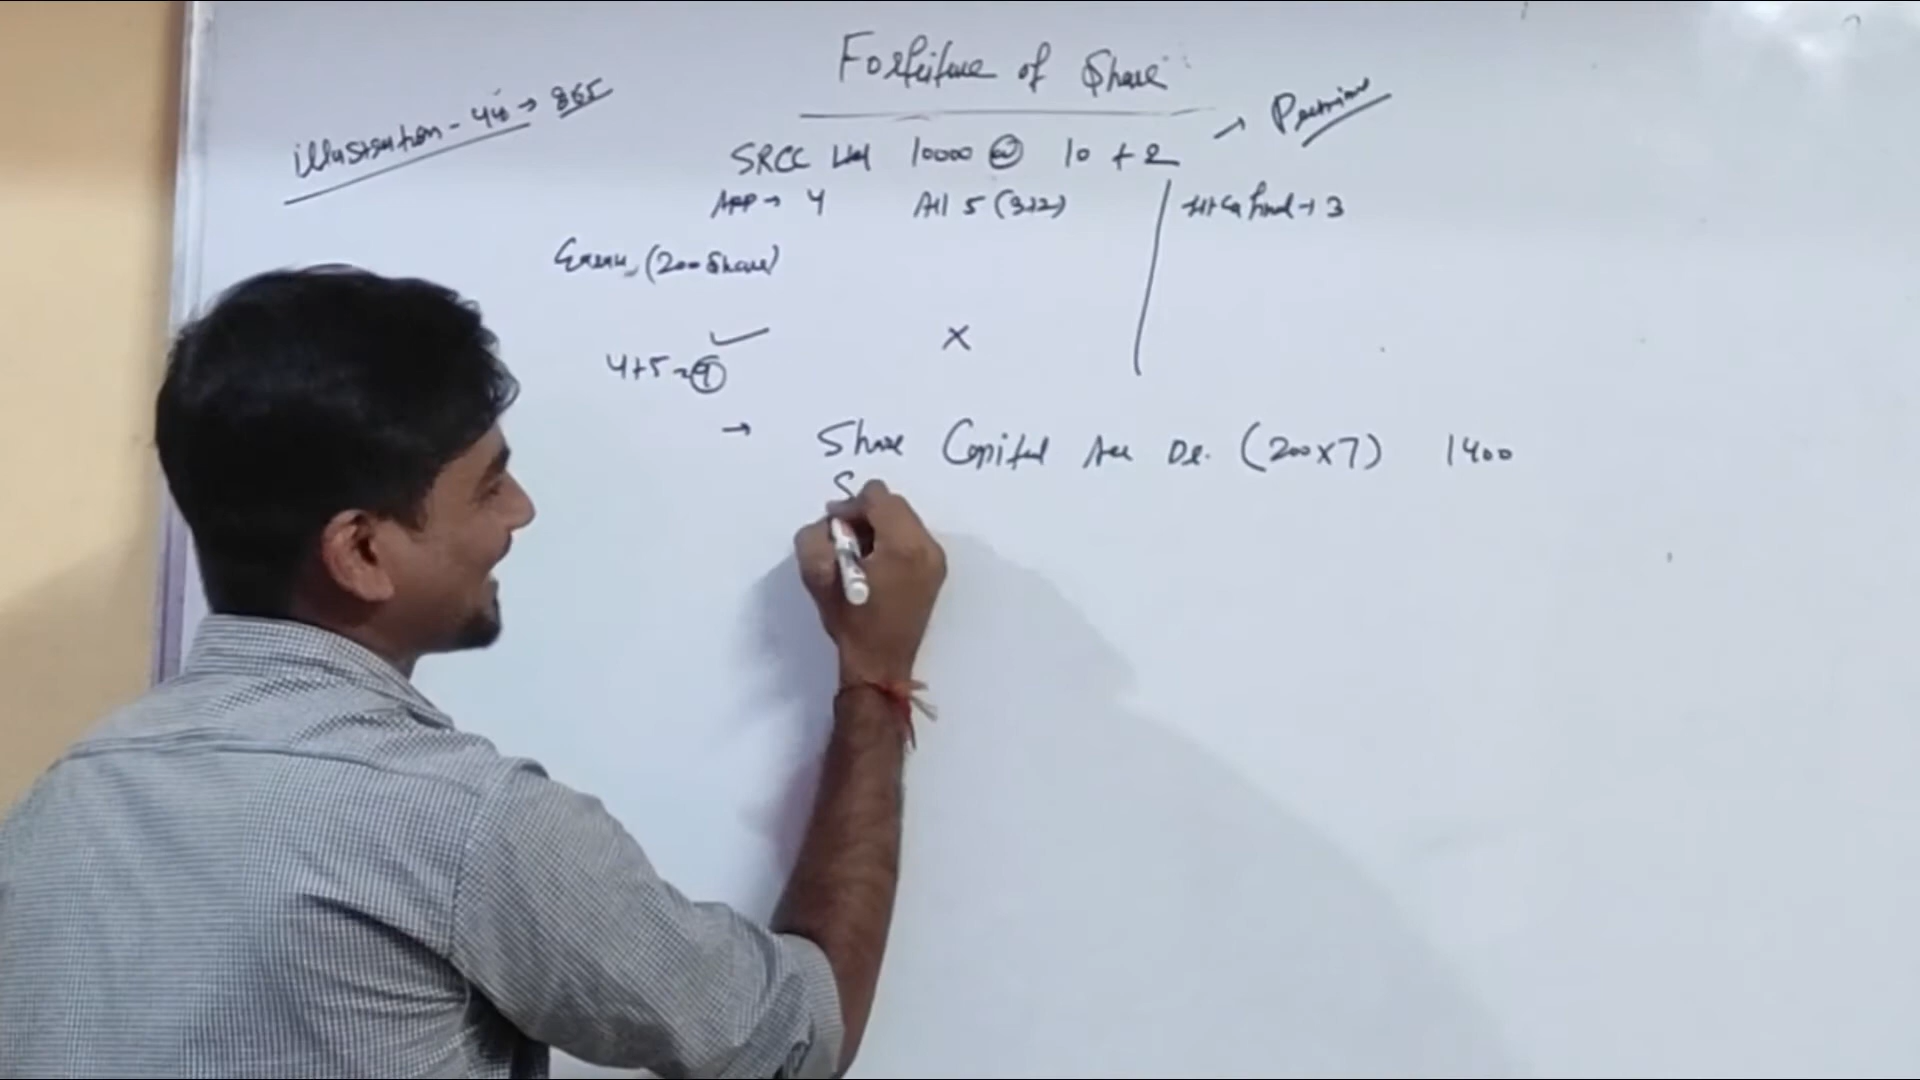 Forfeiture of Share
illustration - 44 → 865
→ Premium
SRCC Ltd 10000 @ 10 + 2
App → 4 All 5 (3+2) 1st & final → 3
(200 Share)
✓ ×
4+5 = 9
→ Share Capital Acc Dr. (200×7) 1400
S